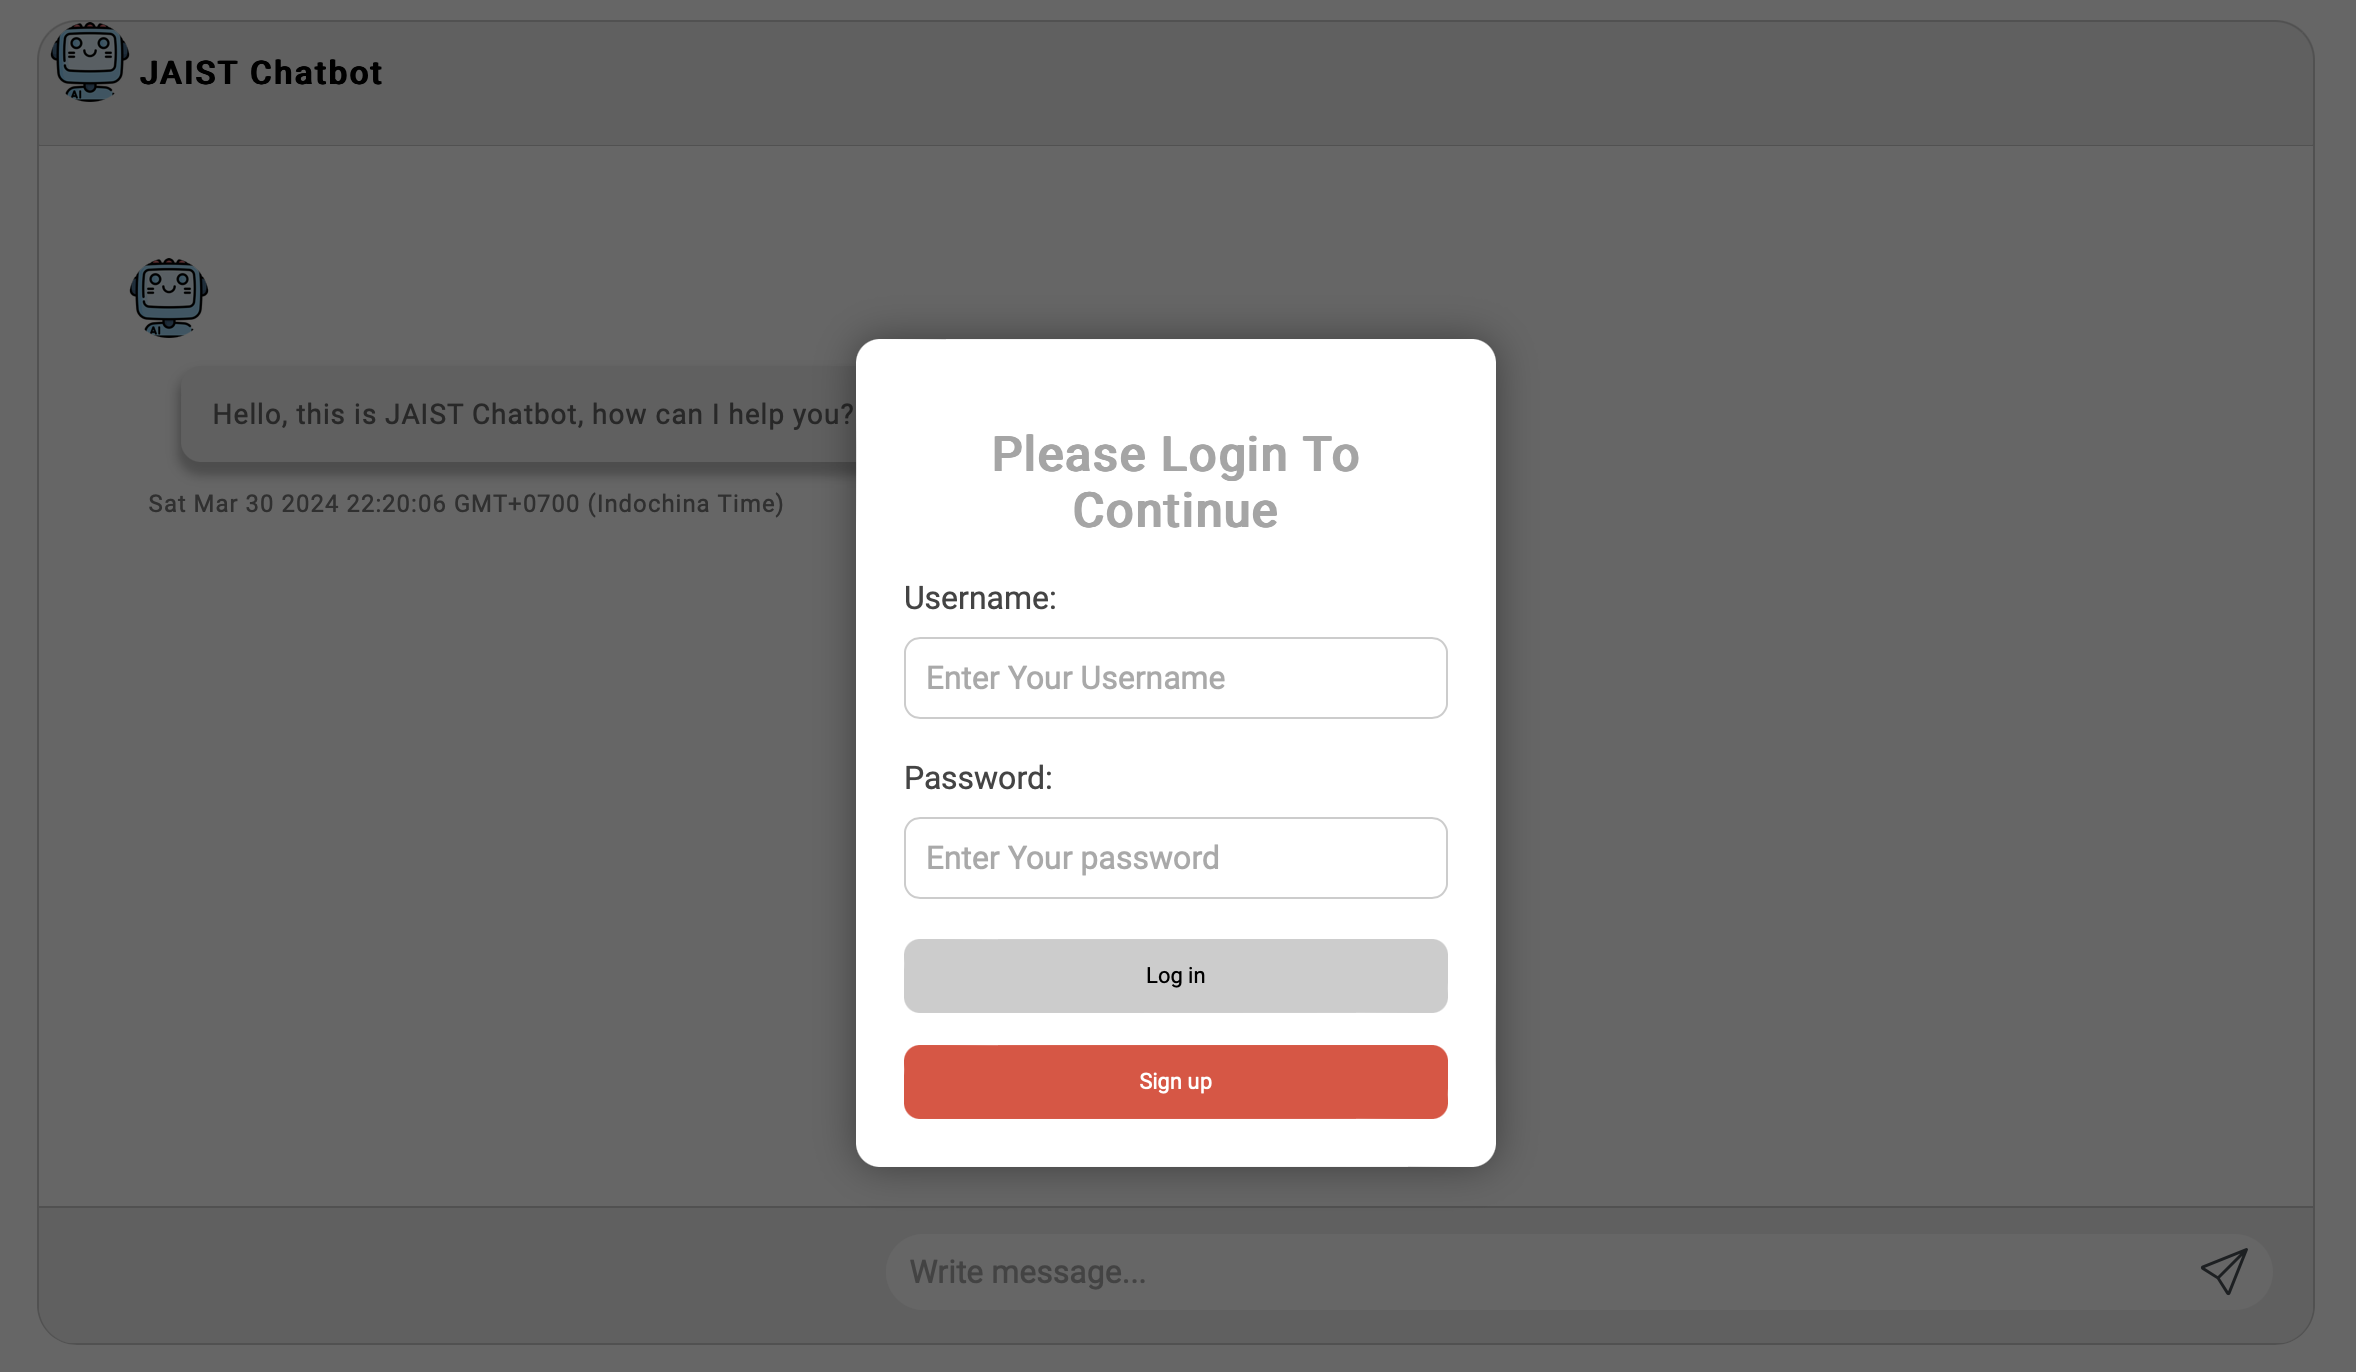 AI
JAIST Chatbot
AI
Hello, this is JAIST Chatbot, how can I help you?
Sat Mar 30 2024 22:20:06 GMT+0700 (Indochina Time)
Please Login To
Continue
Username:
Enter Your Username
Password:
Enter Your password
Log in
Sign up
Write message...